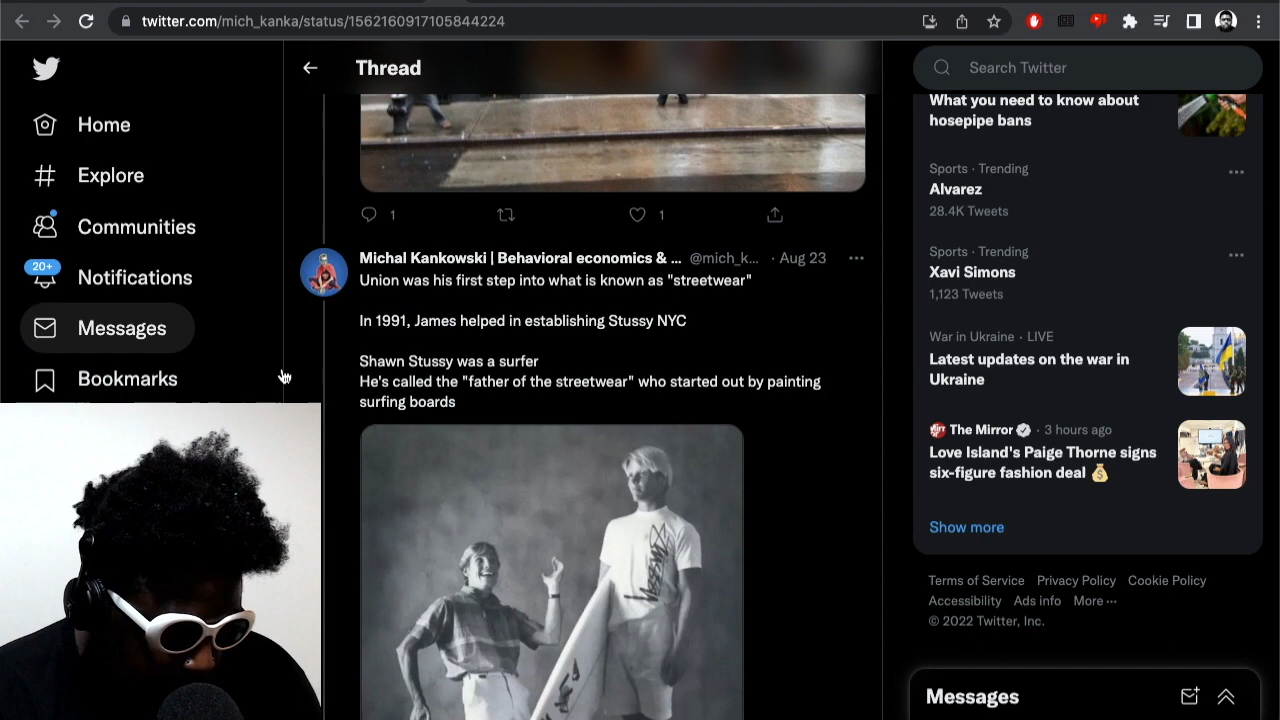 twitter.com/mich_kanka/status/1562160917105844224
Home
Explore
Communities
20+
Notifications
Messages
Bookmarks
Thread
1
1
Michal Kankowski | Behavioral economics & ... @mich_k... · Aug 23
Union was his first step into what is known as "streetwear"
In 1991, James helped in establishing Stussy NYC
Shawn Stussy was a surfer
He's called the "father of the streetwear" who started out by painting
surfing boards
Search Twitter
What you need to know about
hosepipe bans
Sports · Trending
Alvarez
28.4K Tweets
Sports · Trending
Xavi Simons
1,123 Tweets
War in Ukraine · LIVE
Latest updates on the war in
Ukraine
The Mirror · 3 hours ago
Love Island's Paige Thorne signs
six-figure fashion deal 💰
Show more
Terms of Service Privacy Policy Cookie Policy
Accessibility Ads info More ···
© 2022 Twitter, Inc.
Messages